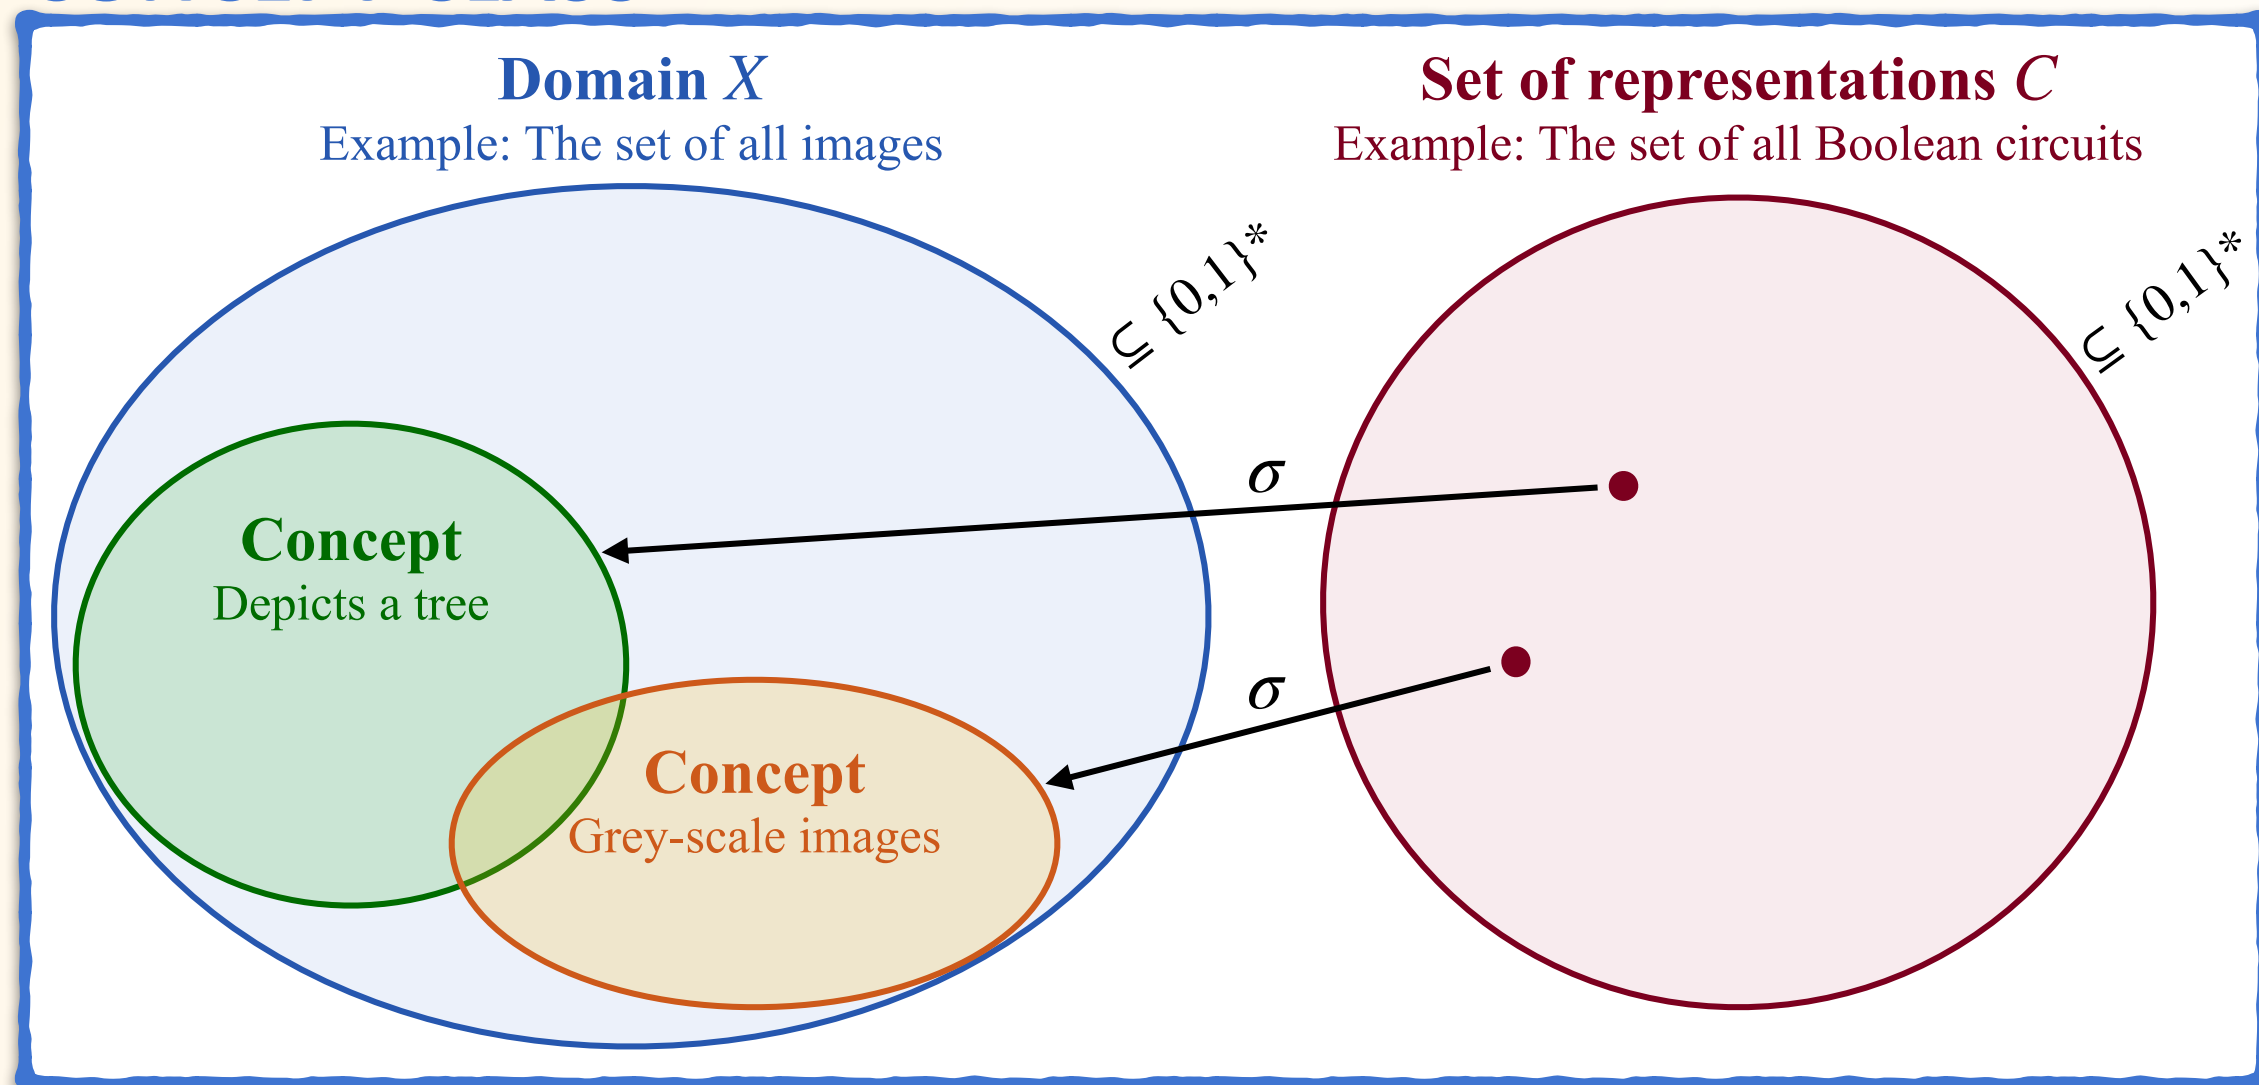 Domain X
Example: The set of all images
Set of representations C
Example: The set of all Boolean circuits
⊆ {0,1}*
⊆ {0,1}*
σ
Concept
Depicts a tree
σ
Concept
Grey-scale images